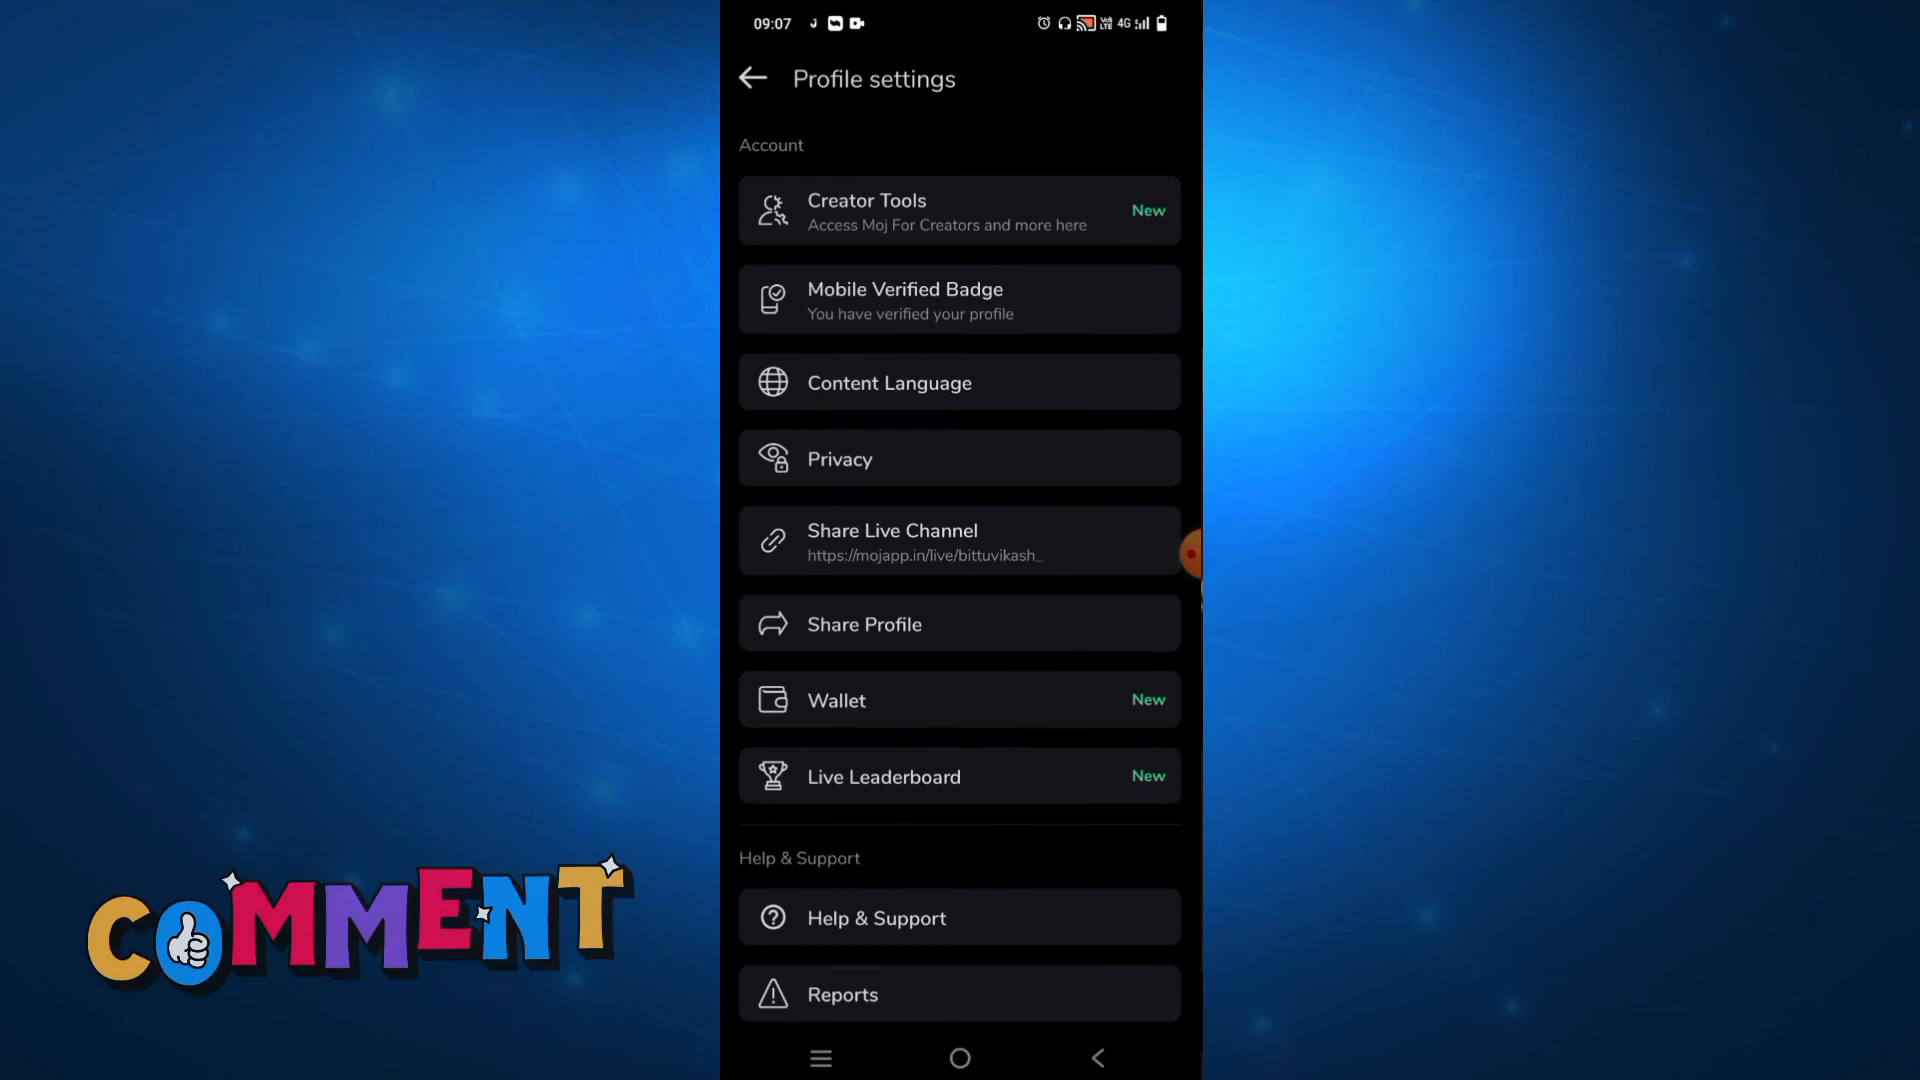 09:07
4G
Profile settings
Account
Creator Tools
Access Moj For Creators and more here
New
Mobile Verified Badge
You have verified your profile
Content Language
Privacy
Share Live Channel
https://mojapp.in/live/bittuvikash_
Share Profile
Wallet
New
Live Leaderboard
New
Help & Support
Help & Support
Reports
COMMENT